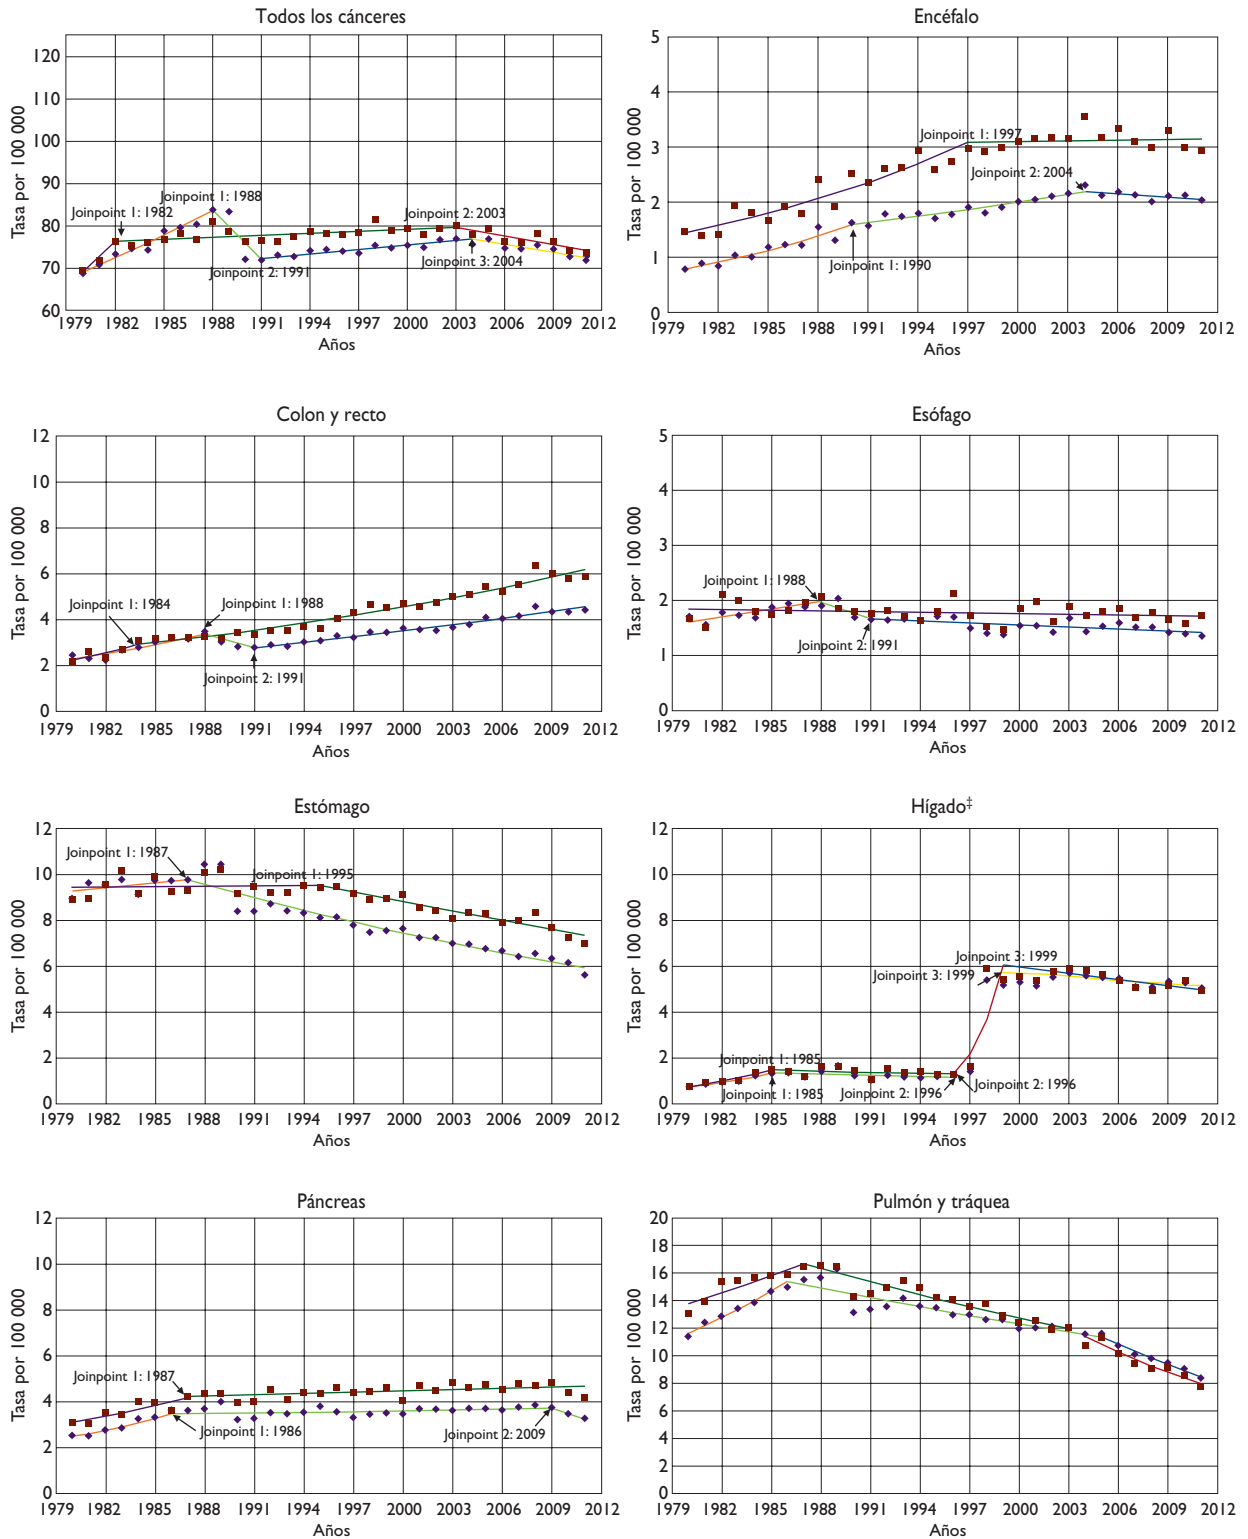 Todos los cánceres
Tasa por 100 000
120
110
100
90
80
70
60
Joinpoint 1: 1988
Joinpoint 1: 1982
Joinpoint 2: 2003
Joinpoint 2: 1991
Joinpoint 3: 2004
1979 1982 1985 1988 1991 1994 1997 2000 2003 2006 2009 2012
Años
Encéfalo
Tasa por 100 000
5
4
3
2
1
0
Joinpoint 1: 1997
Joinpoint 2: 2004
Joinpoint 1: 1990
1979 1982 1985 1988 1991 1994 1997 2000 2003 2006 2009 2012
Años
Colon y recto
Tasa por 100 000
12
10
8
6
4
2
0
Joinpoint 1: 1984
Joinpoint 1: 1988
Joinpoint 2: 1991
1979 1982 1985 1988 1991 1994 1997 2000 2003 2006 2009 2012
Años
Esófago
Tasa por 100 000
5
4
3
2
1
0
Joinpoint 1: 1988
Joinpoint 2: 1991
1979 1982 1985 1988 1991 1994 1997 2000 2003 2006 2009 2012
Años
Estómago
Tasa por 100 000
12
10
8
6
4
2
0
Joinpoint 1: 1987
Joinpoint 1: 1995
1979 1982 1985 1988 1991 1994 1997 2000 2003 2006 2009 2012
Años
Hígado‡
Tasa por 100 000
12
10
8
6
4
2
0
Joinpoint 3: 1999
Joinpoint 3: 1999
Joinpoint 1: 1985
Joinpoint 2: 1996
Joinpoint 1: 1985
Joinpoint 2: 1996
1979 1982 1985 1988 1991 1994 1997 2000 2003 2006 2009 2012
Años
Páncreas
Tasa por 100 000
12
10
8
6
4
2
0
Joinpoint 1: 1987
Joinpoint 1: 1986
Joinpoint 2: 2009
1979 1982 1985 1988 1991 1994 1997 2000 2003 2006 2009 2012
Años
Pulmón y tráquea
Tasa por 100 000
20
18
16
14
12
10
8
6
4
2
0
1979 1982 1985 1988 1991 1994 1997 2000 2003 2006 2009 2012
Años